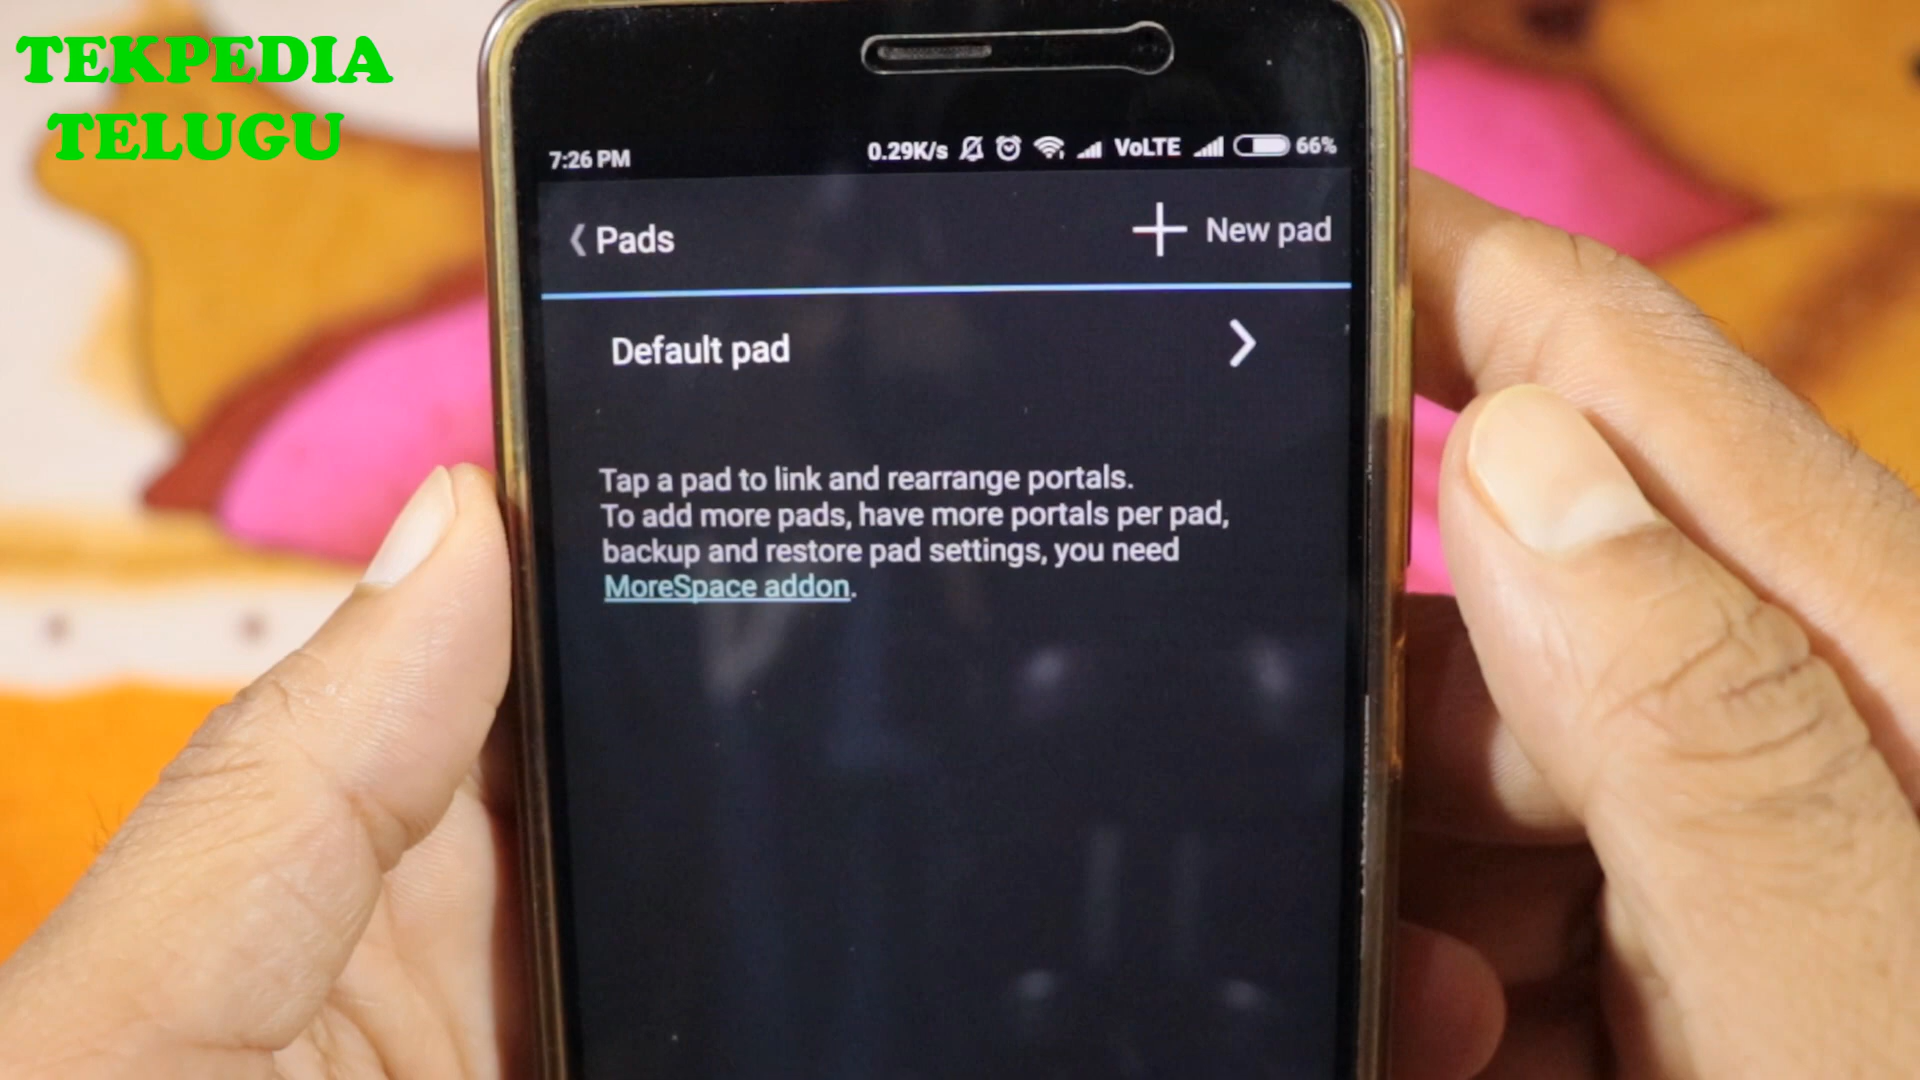 TEKPEDIA
TELUGU
7:26 PM 0.29K/s VoLTE 66%
Pads New pad
Default pad
Tap a pad to link and rearrange portals.
To add more pads, have more portals per pad,
backup and restore pad settings, you need
MoreSpace addon.